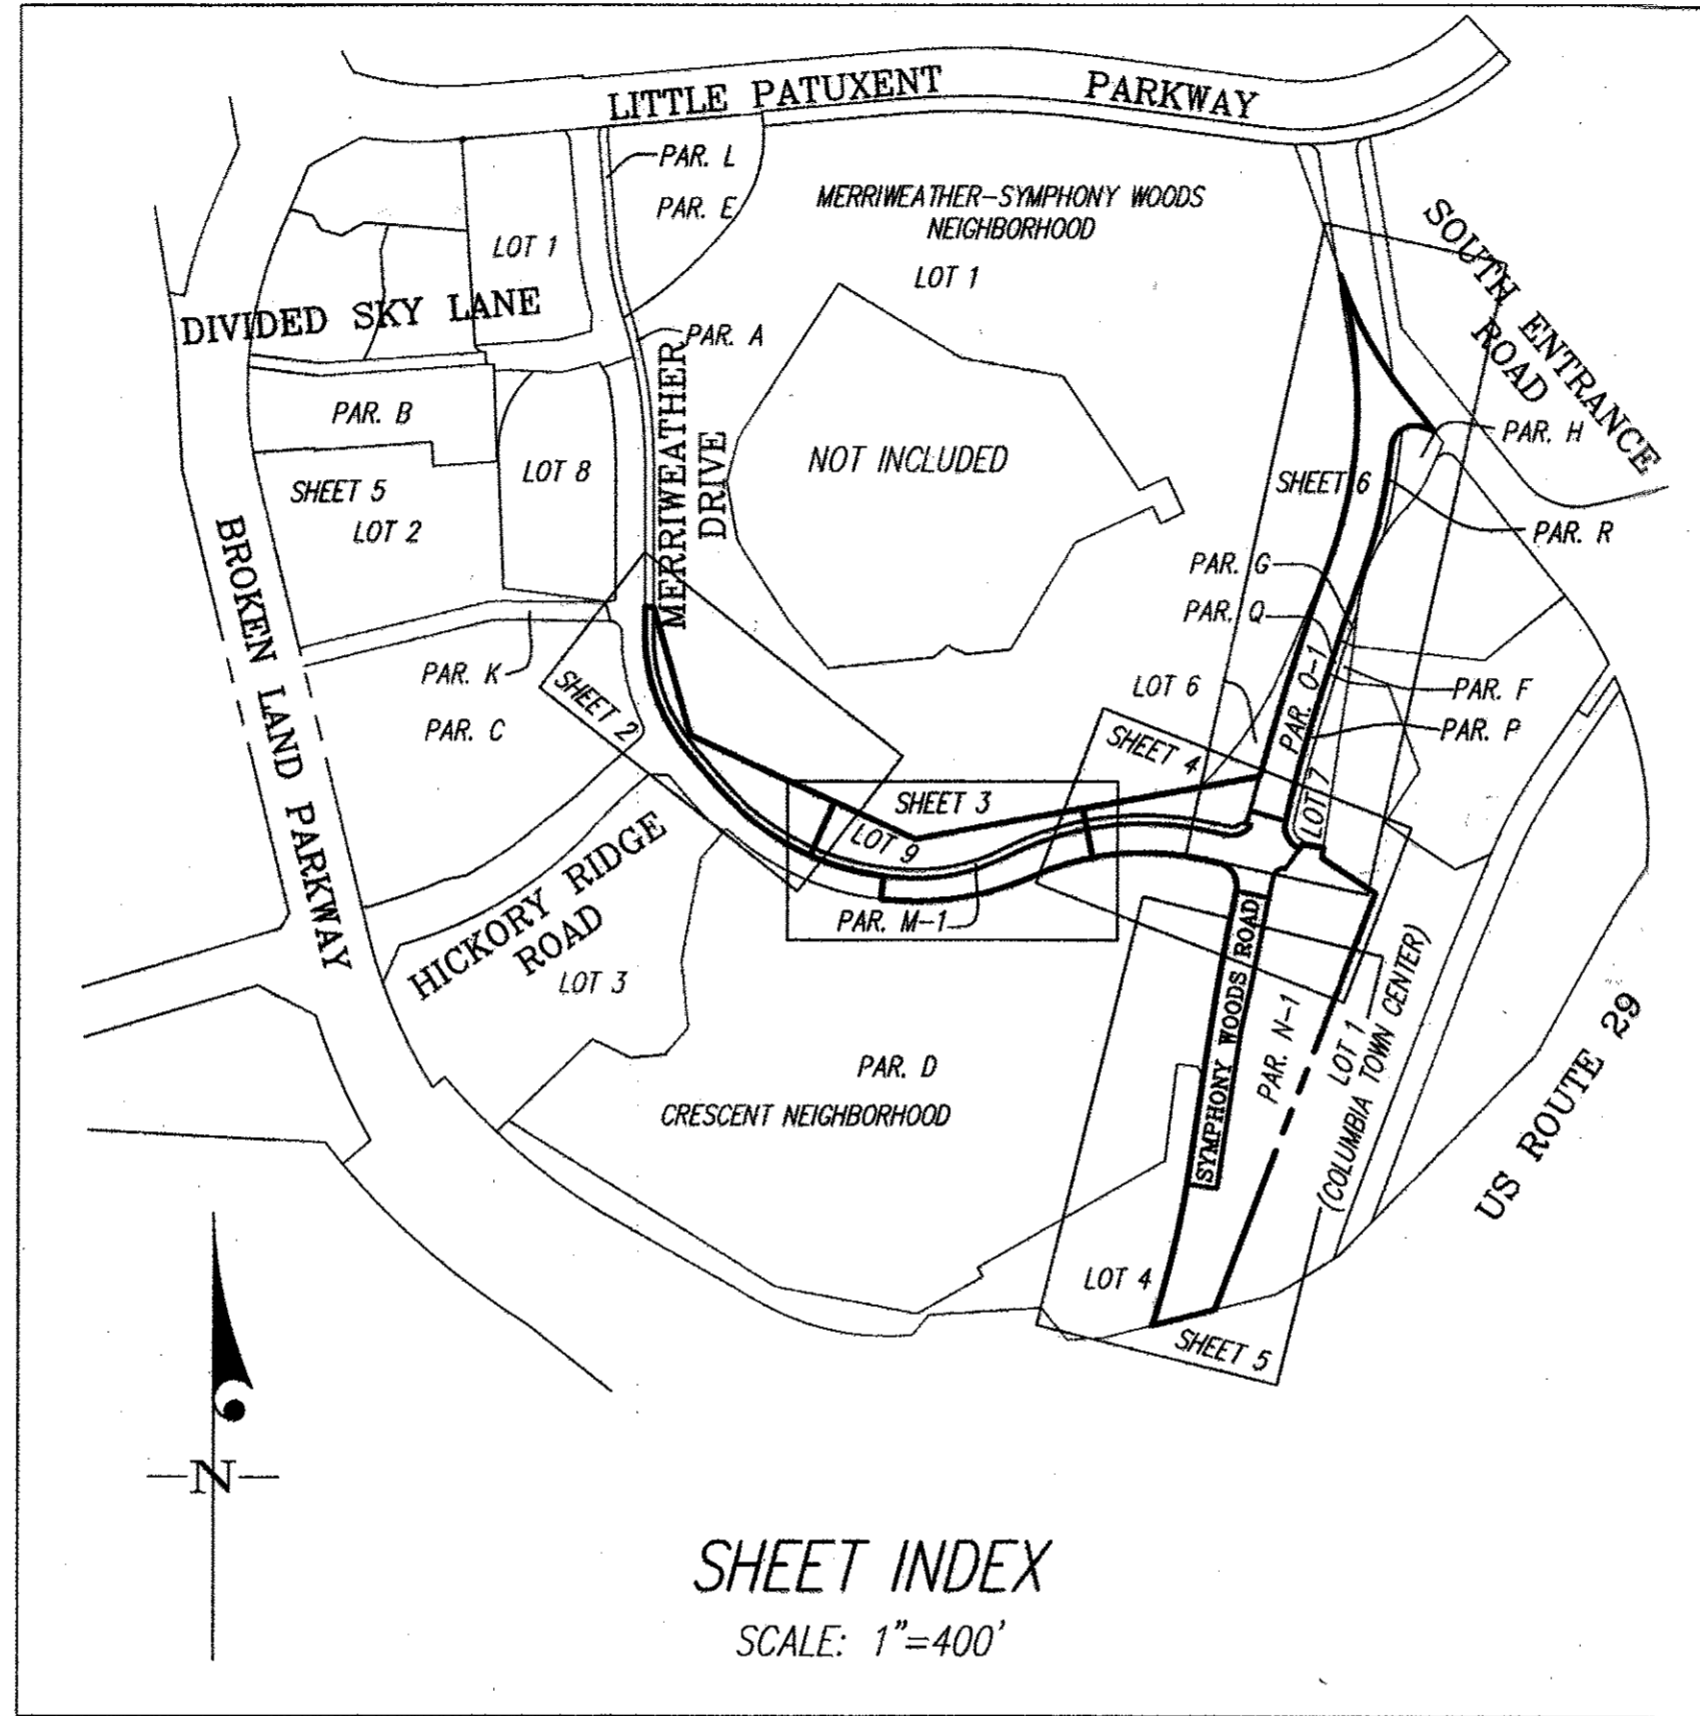 LITTLE PATUXENT PARKWAY
PAR. L
PAR. E
MERRIWEATHER-SYMPHONY WOODS
NEIGHBORHOOD
LOT 1
LOT 1
SOUTH ENTRANCE
ROAD
DIVIDED SKY LANE
PAR. A
MERRIWEATHER
DRIVE
PAR. B
LOT 8
SHEET 5
LOT 2
NOT INCLUDED
SHEET 6
PAR. H
PAR. R
PAR. G
PAR. Q
BROKEN LAND PARKWAY
PAR. K
PAR. C
SHEET 2
LOT 6
PAR. O-1
PAR. F
PAR. P
SHEET 4
SHEET 3
LOT 9
LOT 7
PAR. M-1
HICKORY RIDGE
ROAD
LOT 3
SYMPHONY WOODS ROAD
PAR. N-1
LOT 1
(COLUMBIA TOWN CENTER)
US ROUTE 29
PAR. D
CRESCENT NEIGHBORHOOD
LOT 4
SHEET 5
-N-
SHEET INDEX
SCALE: 1"=400'